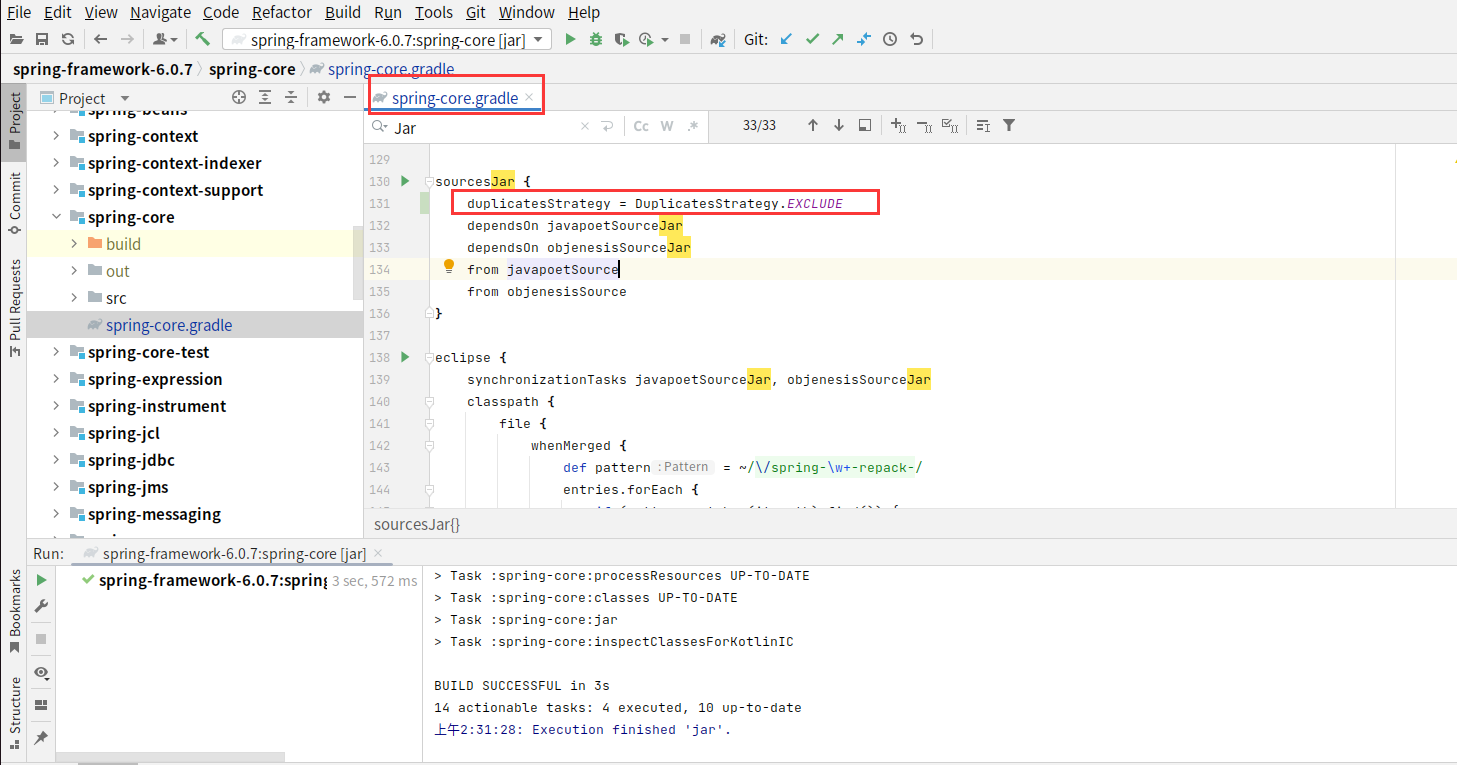 File Edit View Navigate Code Refactor Build Run Tools Git Window Help
spring-framework-6.0.7:spring-core [jar] Git:
spring-framework-6.0.7 spring-core spring-core.gradle
Project
Commit
Pull Requests
Bookmarks
Structure
Project
spring-beans
spring-context
spring-context-indexer
spring-context-support
spring-core
build
out
src
spring-core.gradle
spring-core-test
spring-expression
spring-instrument
spring-jcl
spring-jdbc
spring-jms
spring-messaging
spring-core.gradle
Jar Cc W .* 33/33
129
130 sourcesJar {
131 duplicatesStrategy = DuplicatesStrategy.EXCLUDE
132 dependsOn javapoetSourceJar
133 dependsOn objenesisSourceJar
134 from javapoetSource
135 from objenesisSource
136 }
137
138 eclipse {
139 synchronizationTasks javapoetSourceJar, objenesisSourceJar
140 classpath {
141 file {
142 whenMerged {
143 def pattern :Pattern = ~/\/spring-\w+-repack-/
144 entries.forEach {
sourcesJar{}
Run: spring-framework-6.0.7:spring-core [jar]
spring-framework-6.0.7:spring 3 sec, 572 ms
> Task :spring-core:processResources UP-TO-DATE
> Task :spring-core:classes UP-TO-DATE
> Task :spring-core:jar
> Task :spring-core:inspectClassesForKotlinIC
BUILD SUCCESSFUL in 3s
14 actionable tasks: 4 executed, 10 up-to-date
上午2:31:28: Execution finished 'jar'.